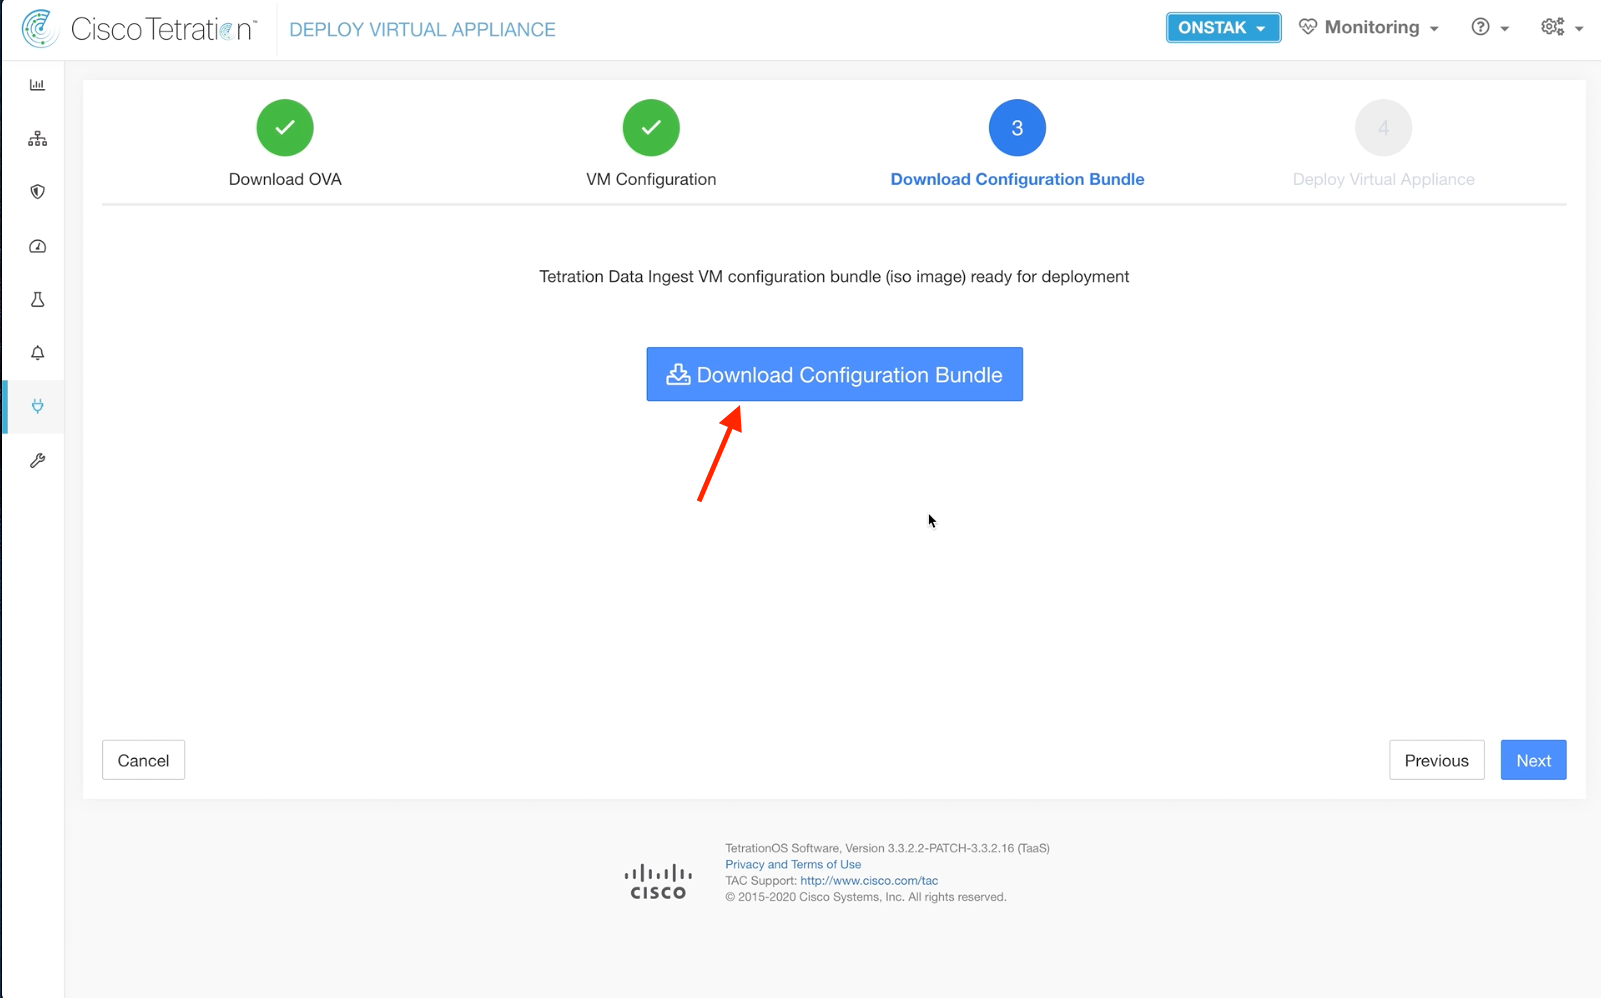 Cisco Tetration™
DEPLOY VIRTUAL APPLIANCE
ONSTAK
Monitoring
?
3
4
Download OVA
VM Configuration
Download Configuration Bundle
Deploy Virtual Appliance
Tetration Data Ingest VM configuration bundle (iso image) ready for deployment
Download Configuration Bundle
Cancel
Previous
Next
CISCO
TetrationOS Software, Version 3.3.2.2-PATCH-3.3.2.16 (TaaS)
Privacy and Terms of Use
TAC Support: http://www.cisco.com/tac
© 2015-2020 Cisco Systems, Inc. All rights reserved.